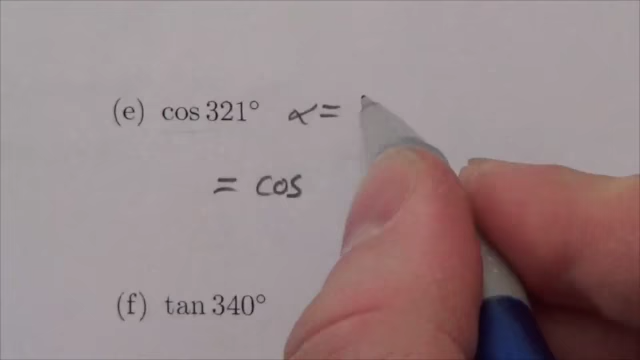 (e) cos 321° α =
= cos
(f) tan 340°